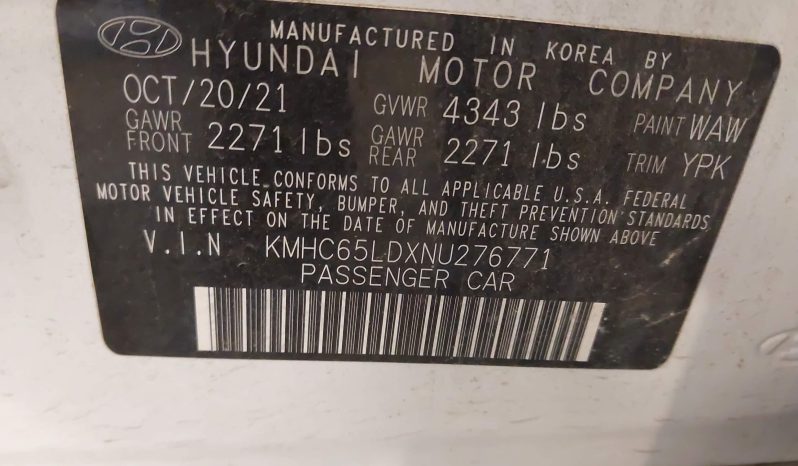 MANUFACTURED IN KOREA BY
HYUNDAI MOTOR COMPANY
OCT/20/21 GVWR 4343 lbs PAINT WAW
GAWR FRONT 2271 lbs GAWR REAR 2271 lbs TRIM YPK
THIS VEHICLE CONFORMS TO ALL APPLICABLE U.S.A. FEDERAL
MOTOR VEHICLE SAFETY, BUMPER, AND THEFT PREVENTION STANDARDS
IN EFFECT ON THE DATE OF MANUFACTURE SHOWN ABOVE
V.I.N KMHC65LDXNU276771
PASSENGER CAR